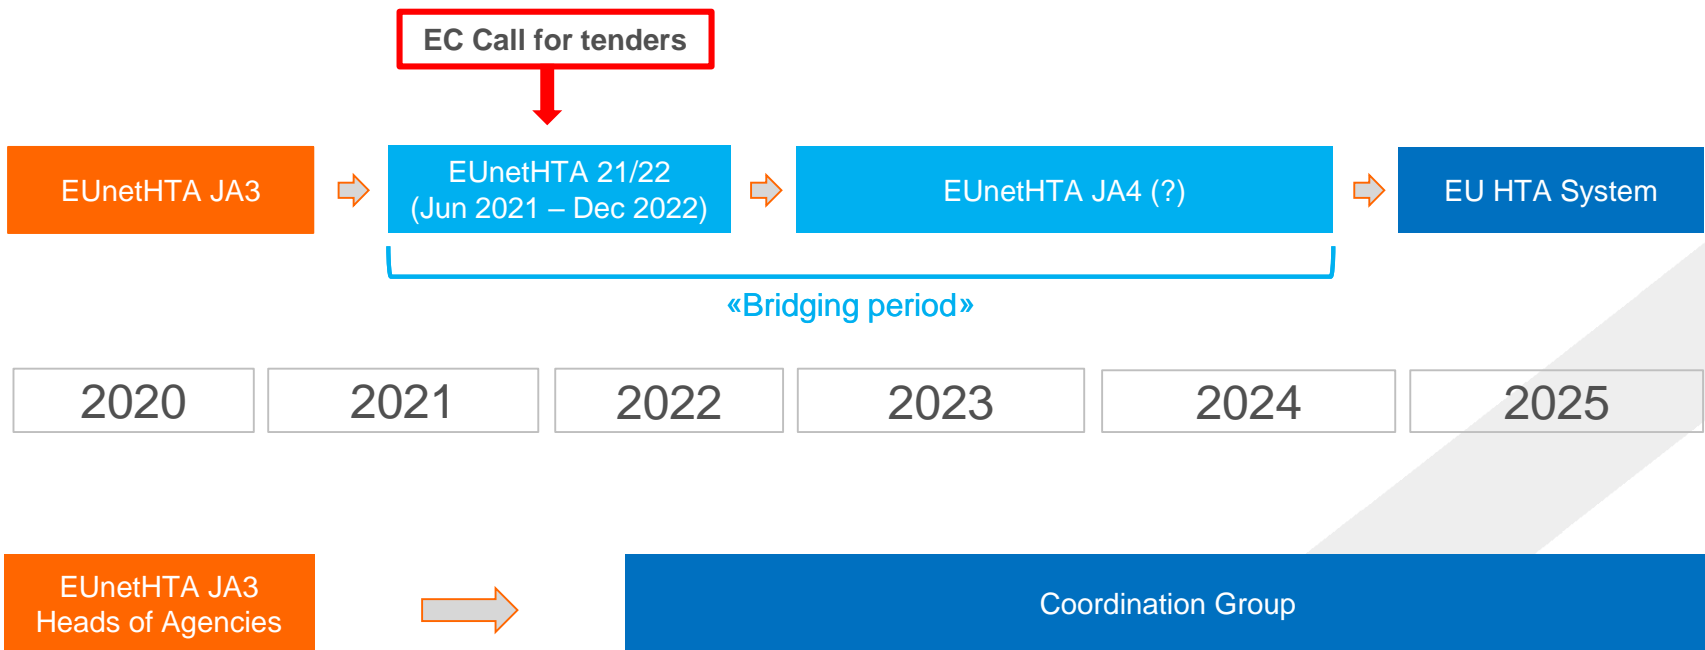 EC Call for tenders
EUnetHTA JA3
EUnetHTA 21/22
(Jun 2021 – Dec 2022)
EUnetHTA JA4 (?)
EU HTA System
«Bridging period»
2020
2021
2022
2023
2024
2025
EUnetHTA JA3
Heads of Agencies
Coordination Group